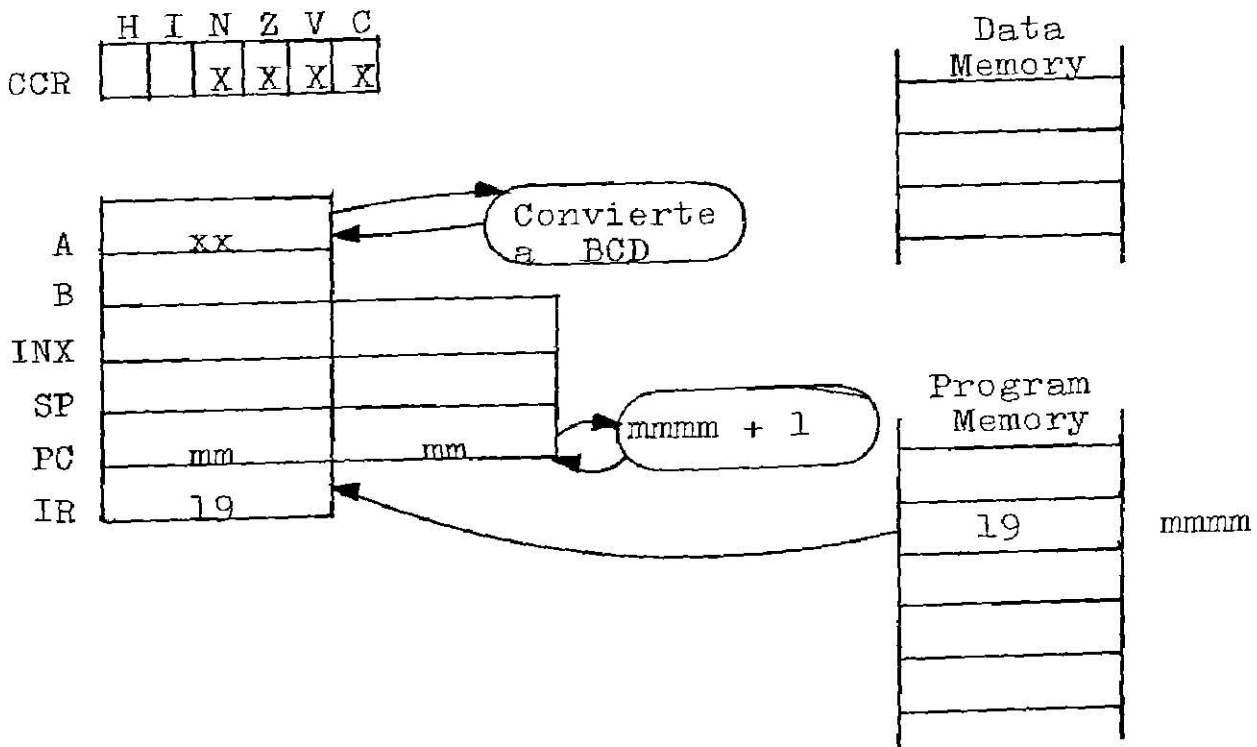 H I N Z V C
CCR X X X X
Data
Memory
A xx
Convierte
a BCD
B
INX
SP
PC mm mm
mmmm + 1
IR 19
Program
Memory
19 mmmm